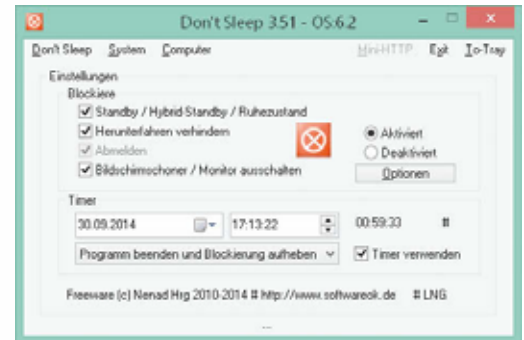 Don't Sleep 3.51 - OS:6.2
Don't Sleep System Computer Mini-HTTP Exit To-Tray
Einstellungen
Blockiere
Standby / Hybrid-Standby / Ruhezustand
Herunterfahren verhindern
Abmelden
Bildschirmschoner / Monitor ausschalten
Aktiviert
Deaktiviert
Optionen
Timer
30.09.2014 17:13:22 00:59:33 #
Programm beenden und Blockierung aufheben Timer verwenden
Freeware (c) Nenad Hrg 2010-2014 # http://www.softwareok.de # LNG
...